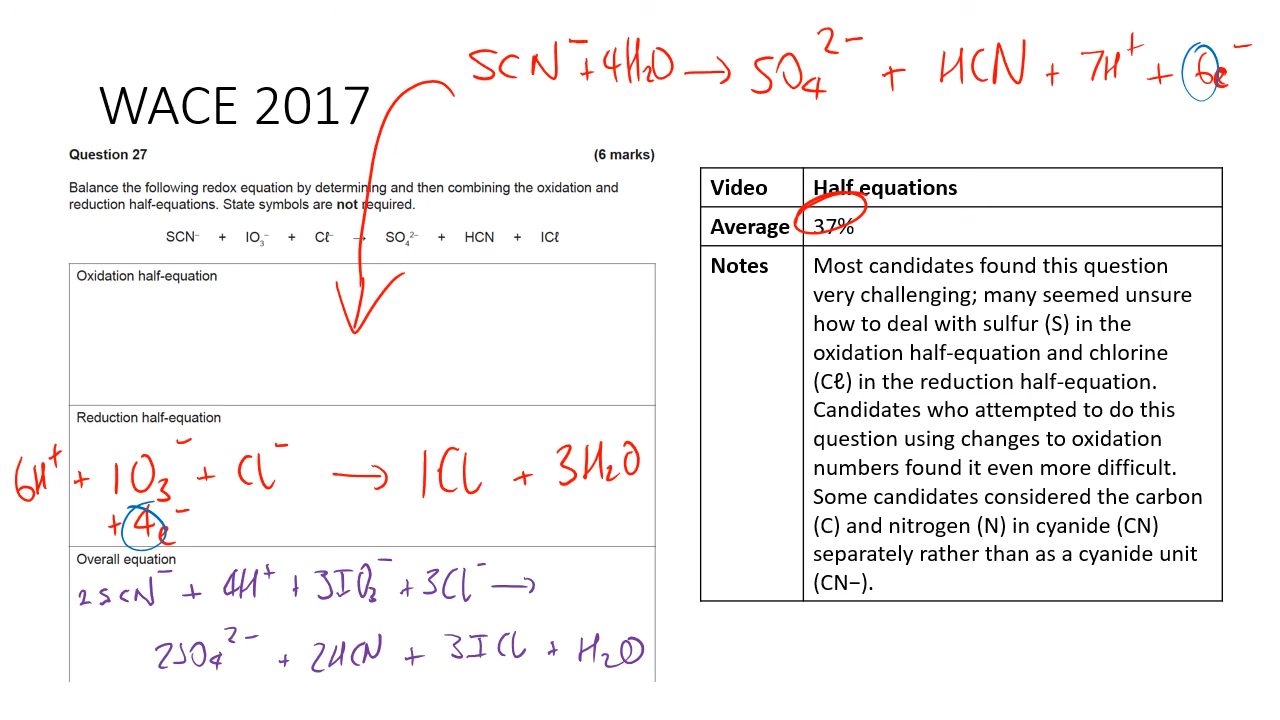 SCN⁻ + 4H₂O → SO₄²⁻ + HCN + 7H⁺ + 6e⁻
WACE 2017
Question 27 (6 marks)
Balance the following redox equation by determining and then combining the oxidation and
reduction half-equations. State symbols are not required.
SCN⁻ + IO₃⁻ + Cℓ⁻ → SO₄²⁻ + HCN + ICℓ
Oxidation half-equation
Reduction half-equation
6H⁺ + IO₃⁻ + Cl⁻ → ICl + 3H₂O
+ 4e⁻
Overall equation
2SCN⁻ + 4H⁺ + 3IO₃⁻ + 3Cl⁻ →
2SO₄²⁻ + 2HCN + 3ICl + H₂O
Video Half equations
Average 37%
Notes Most candidates found this question
very challenging; many seemed unsure
how to deal with sulfur (S) in the
oxidation half-equation and chlorine
(Cℓ) in the reduction half-equation.
Candidates who attempted to do this
question using changes to oxidation
numbers found it even more difficult.
Some candidates considered the carbon
(C) and nitrogen (N) in cyanide (CN)
separately rather than as a cyanide unit
(CN−).